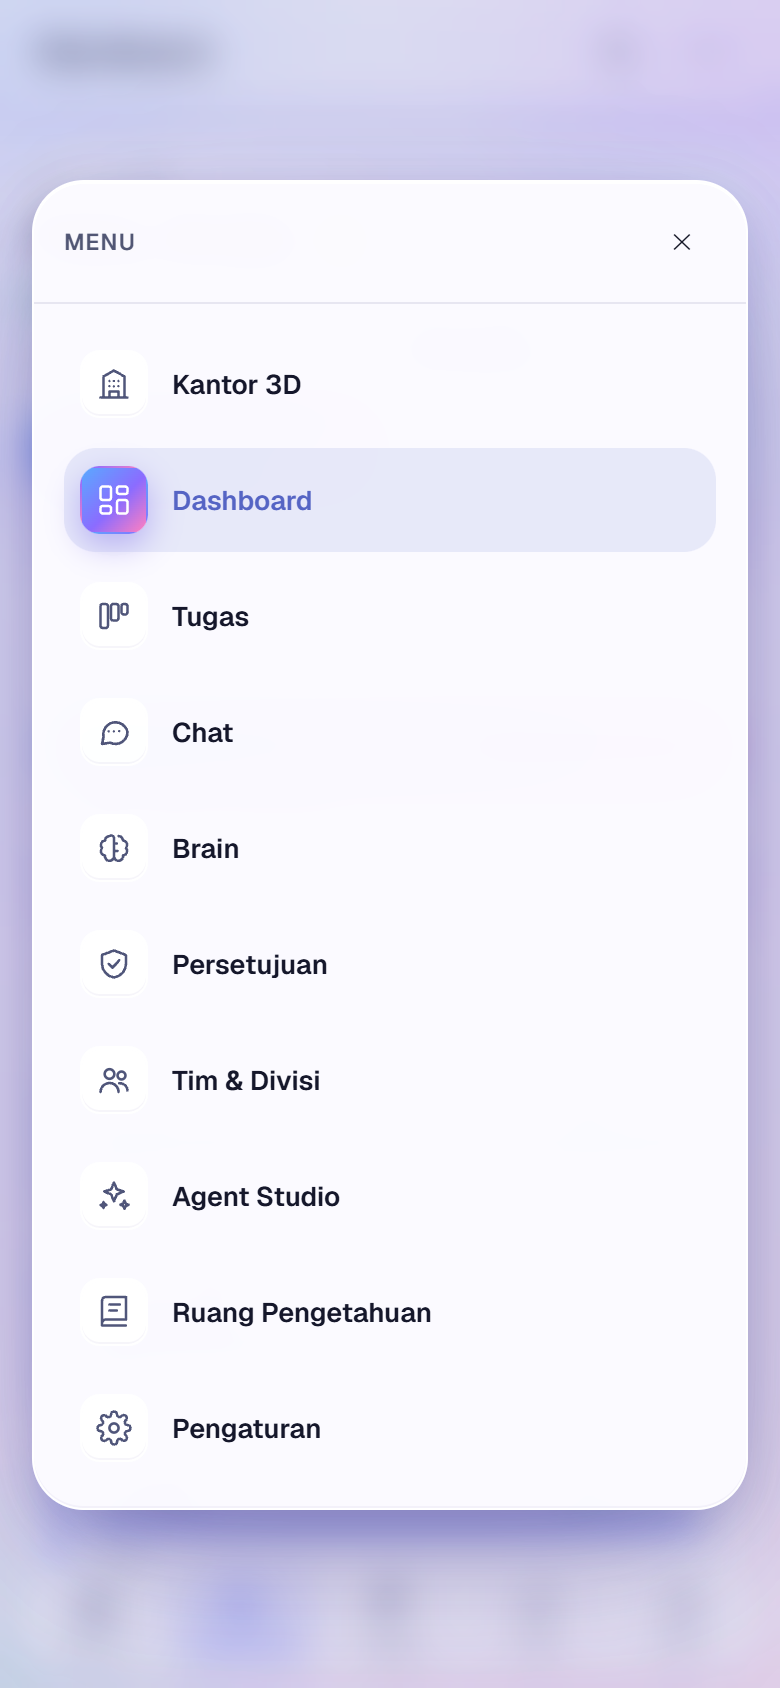 MENU
Kantor 3D
Dashboard
Tugas
Chat
Brain
Persetujuan
Tim & Divisi
Agent Studio
Ruang Pengetahuan
Pengaturan